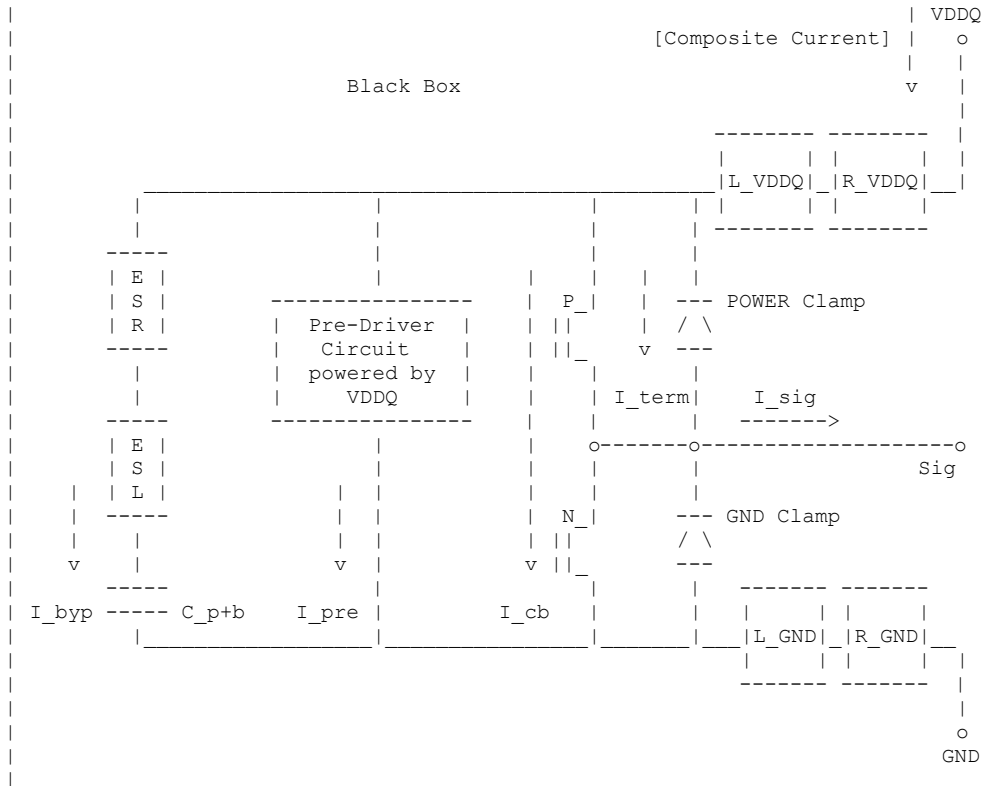 VDDQ
[Composite Current]
Black Box
L_VDDQ _ R_VDDQ
E
S P_ POWER Clamp
R Pre-Driver
Circuit
powered by
VDDQ I_term I_sig
E
S Sig
L
N_ GND Clamp
I_byp C_p+b I_pre I_cb
L_GND _ R_GND
GND